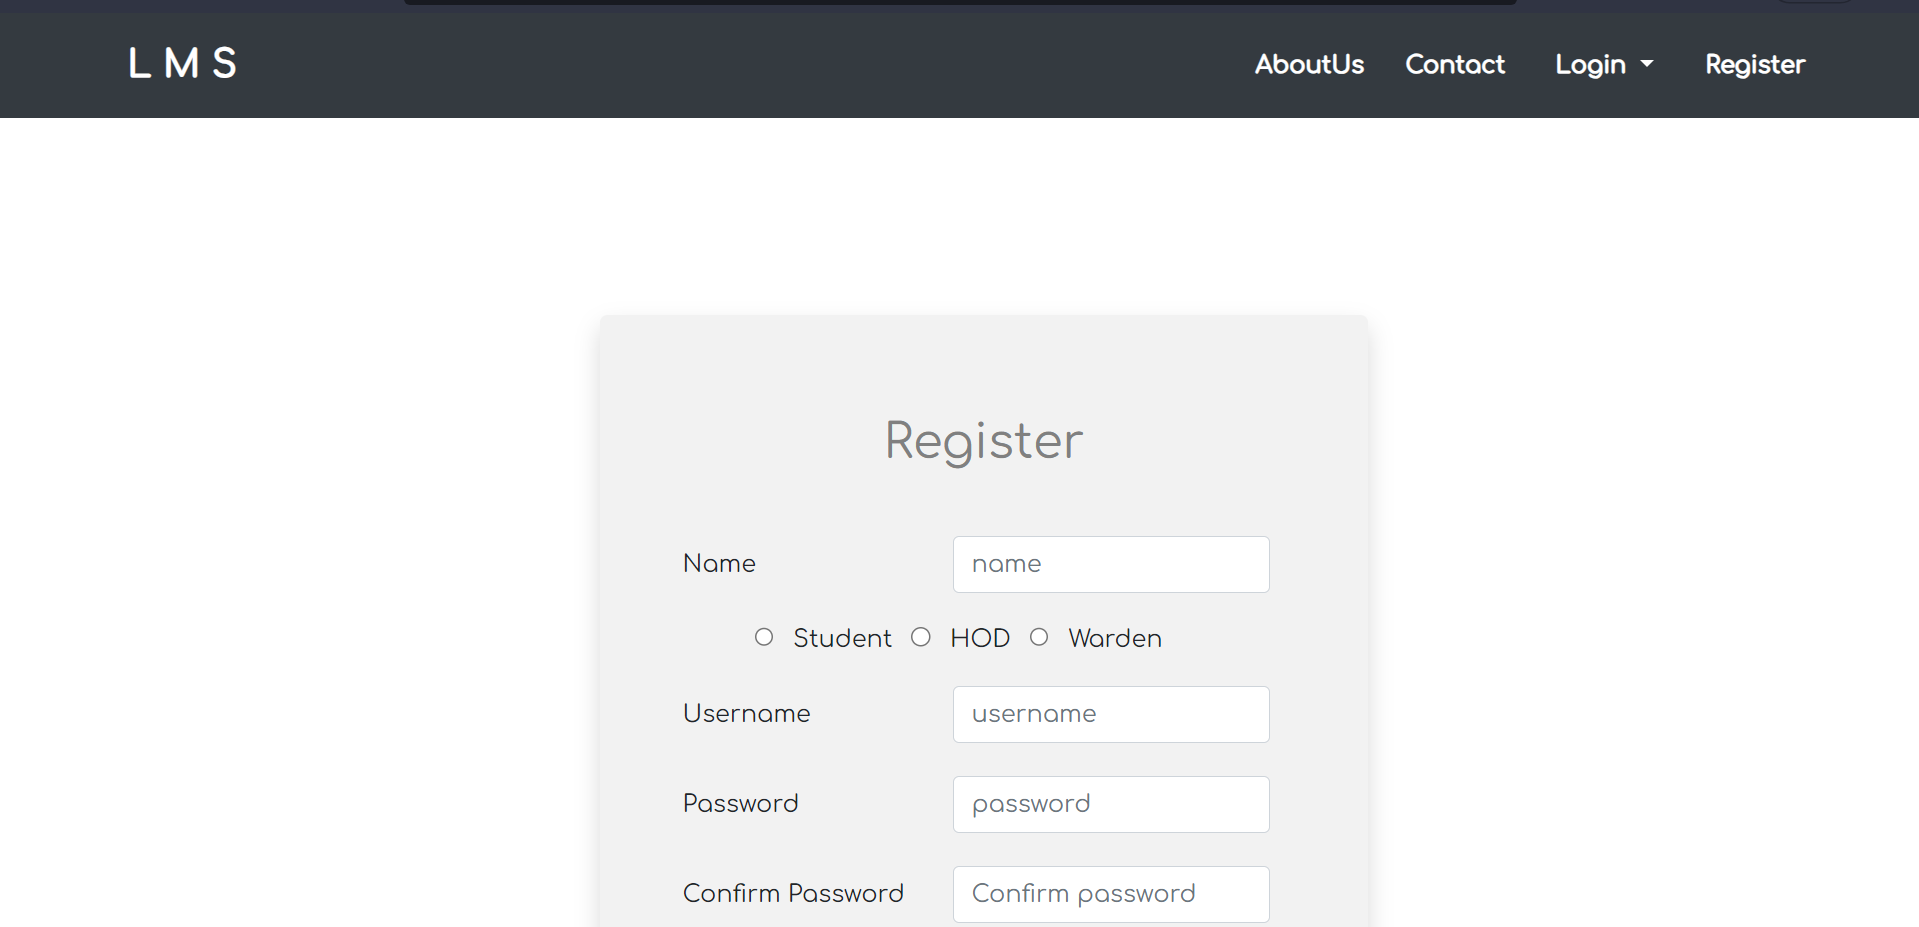 L M S
AboutUs Contact Login Register
Register
Name name
Student HOD Warden
Username username
Password password
Confirm Password Confirm password